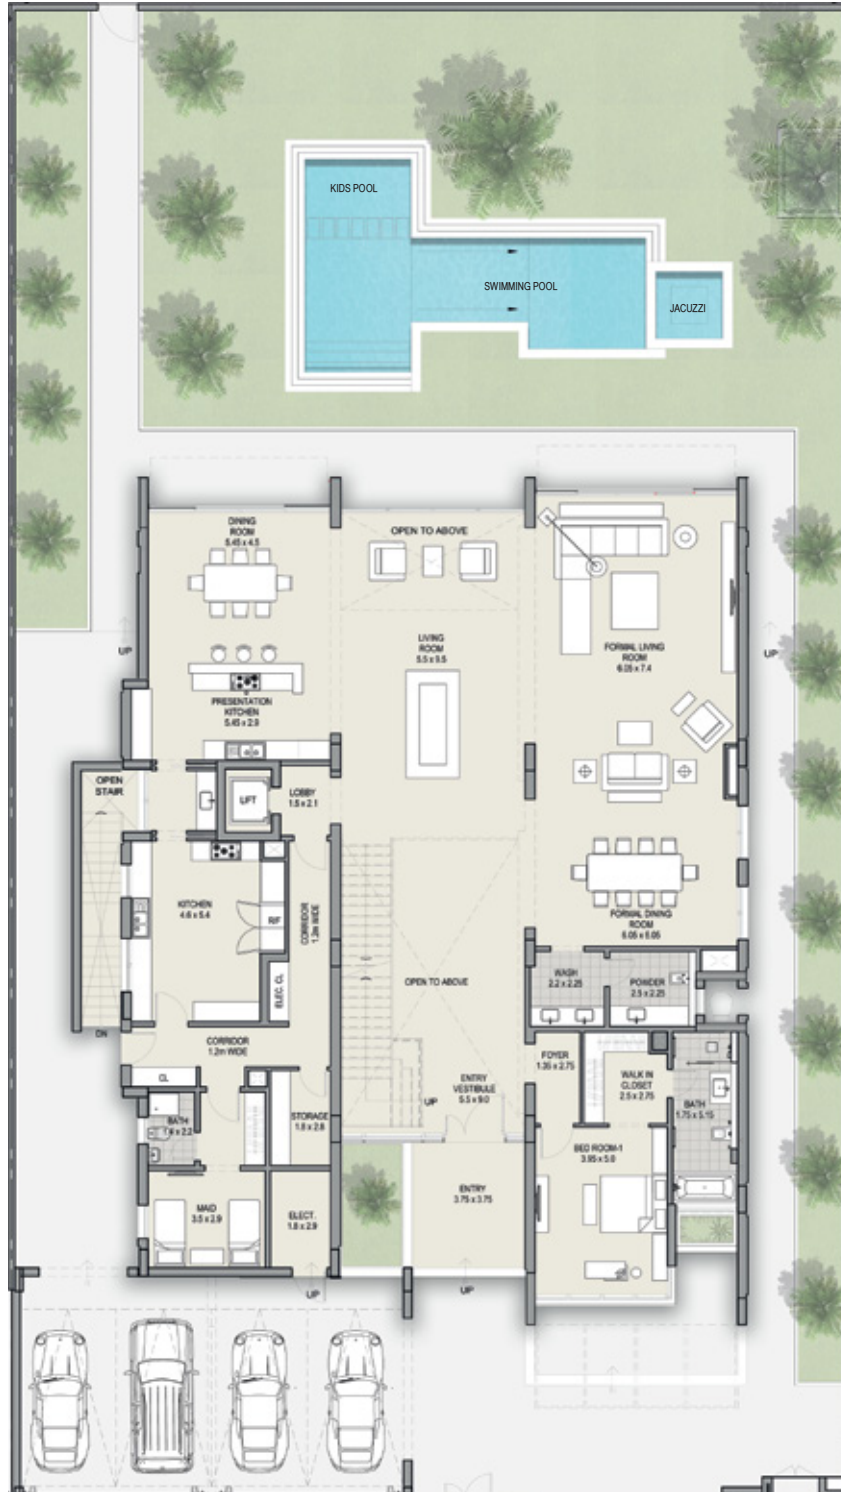 KIDS POOL
SWIMMING POOL
JACUZZI
DINING
ROOM
5.45 x 4.5
OPEN TO ABOVE
UP
LIVING
ROOM
5.5 x 9.5
FORMAL LIVING
ROOM
6.05 x 7.4
UP
PRESENTATION
KITCHEN
5.45 x 2.9
OPEN
STAIR
LIFT
LOBBY
1.5 x 2.1
KITCHEN
4.6 x 5.4
R/F
CORRIDOR
1.2m WIDE
FORMAL DINING
ROOM
6.05 x 6.05
ELEC. CL
OPEN TO ABOVE
WASH
2.2 x 2.25
POWDER
2.5 x 2.25
DN
CORRIDOR
1.2m WIDE
CL
FOYER
1.35 x 2.75
WALK IN
CLOSET
2.5 x 2.75
ENTRY
VESTIBULE
5.5 x 9.0
UP
BATH
1.75 x 5.15
BATH
1.4 x 2.2
STORAGE
1.8 x 2.8
BED ROOM-1
3.95 x 5.0
MAID
3.5 x 2.9
ELECT.
1.8 x 2.9
ENTRY
3.75 x 3.75
UP
UP